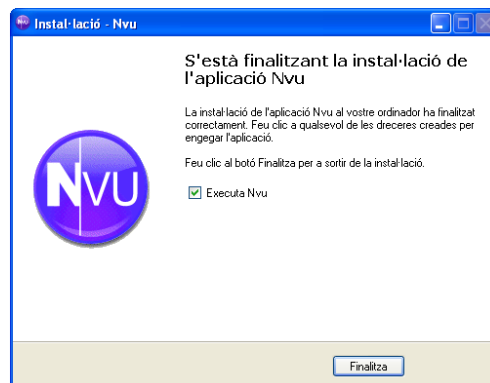 Instal·lació - Nvu
S'està finalitzant la instal·lació de
l'aplicació Nvu
La instal·lació de l'aplicació Nvu al vostre ordinador ha finalitzat
correctament. Feu clic a qualsevol de les dreceres creades per
engegar l'aplicació.
Feu clic al botó Finalitza per a sortir de la instal·lació.
NVU
Executa Nvu
Finalitza